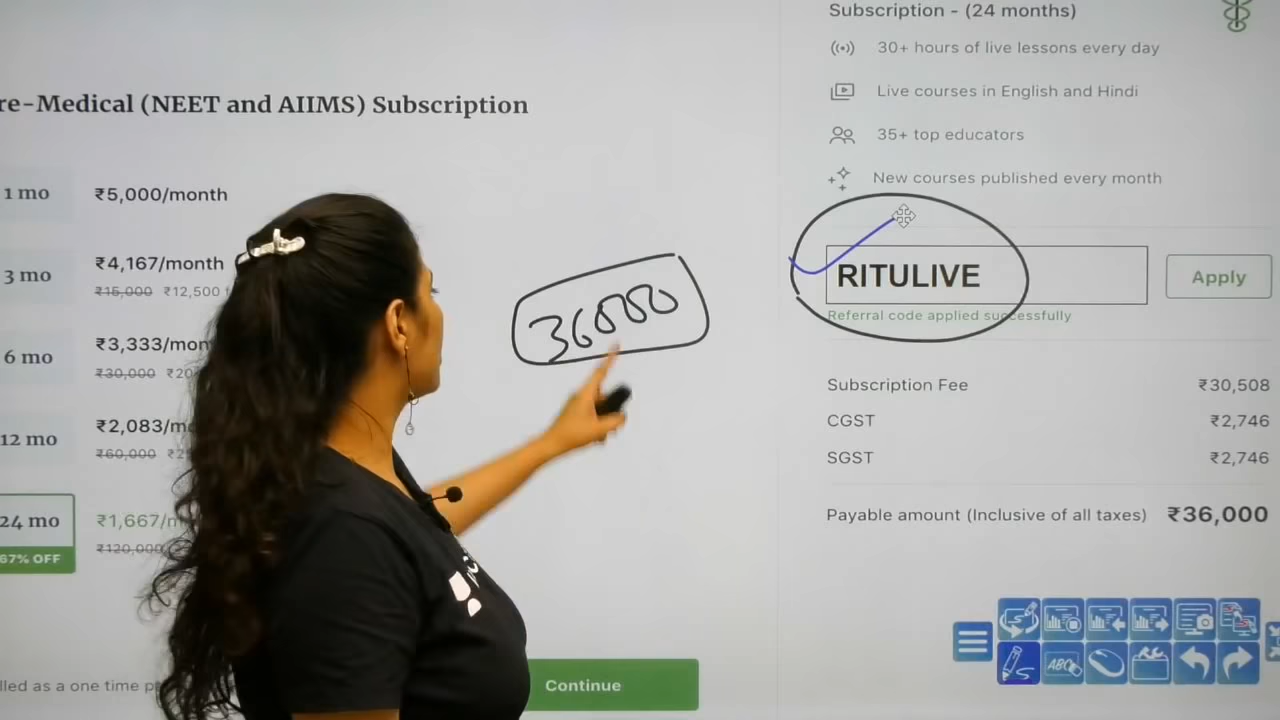 re-Medical (NEET and AIIMS) Subscription
1 mo
₹5,000/month
3 mo
₹4,167/month
₹15,000 ₹12,500
6 mo
₹3,333/mon
₹30,000
12 mo
₹2,083/m
₹60,000
24 mo
₹1,667/m
₹120,000
67% OFF
lled as a one time p
Continue
36000
Subscription - (24 months)
30+ hours of live lessons every day
Live courses in English and Hindi
35+ top educators
New courses published every month
RITULIVE
Apply
Referral code applied successfully
Subscription Fee ₹30,508
CGST ₹2,746
SGST ₹2,746
Payable amount (Inclusive of all taxes) ₹36,000
ABC